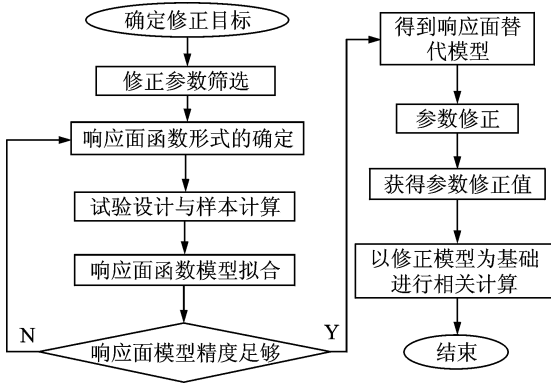 确定修正目标
修正参数筛选
响应面函数形式的确定
试验设计与样本计算
响应面函数模型拟合
N
响应面模型精度足够
Y
得到响应面替
代模型
参数修正
获得参数修正值
以修正模型为基础
进行相关计算
结束